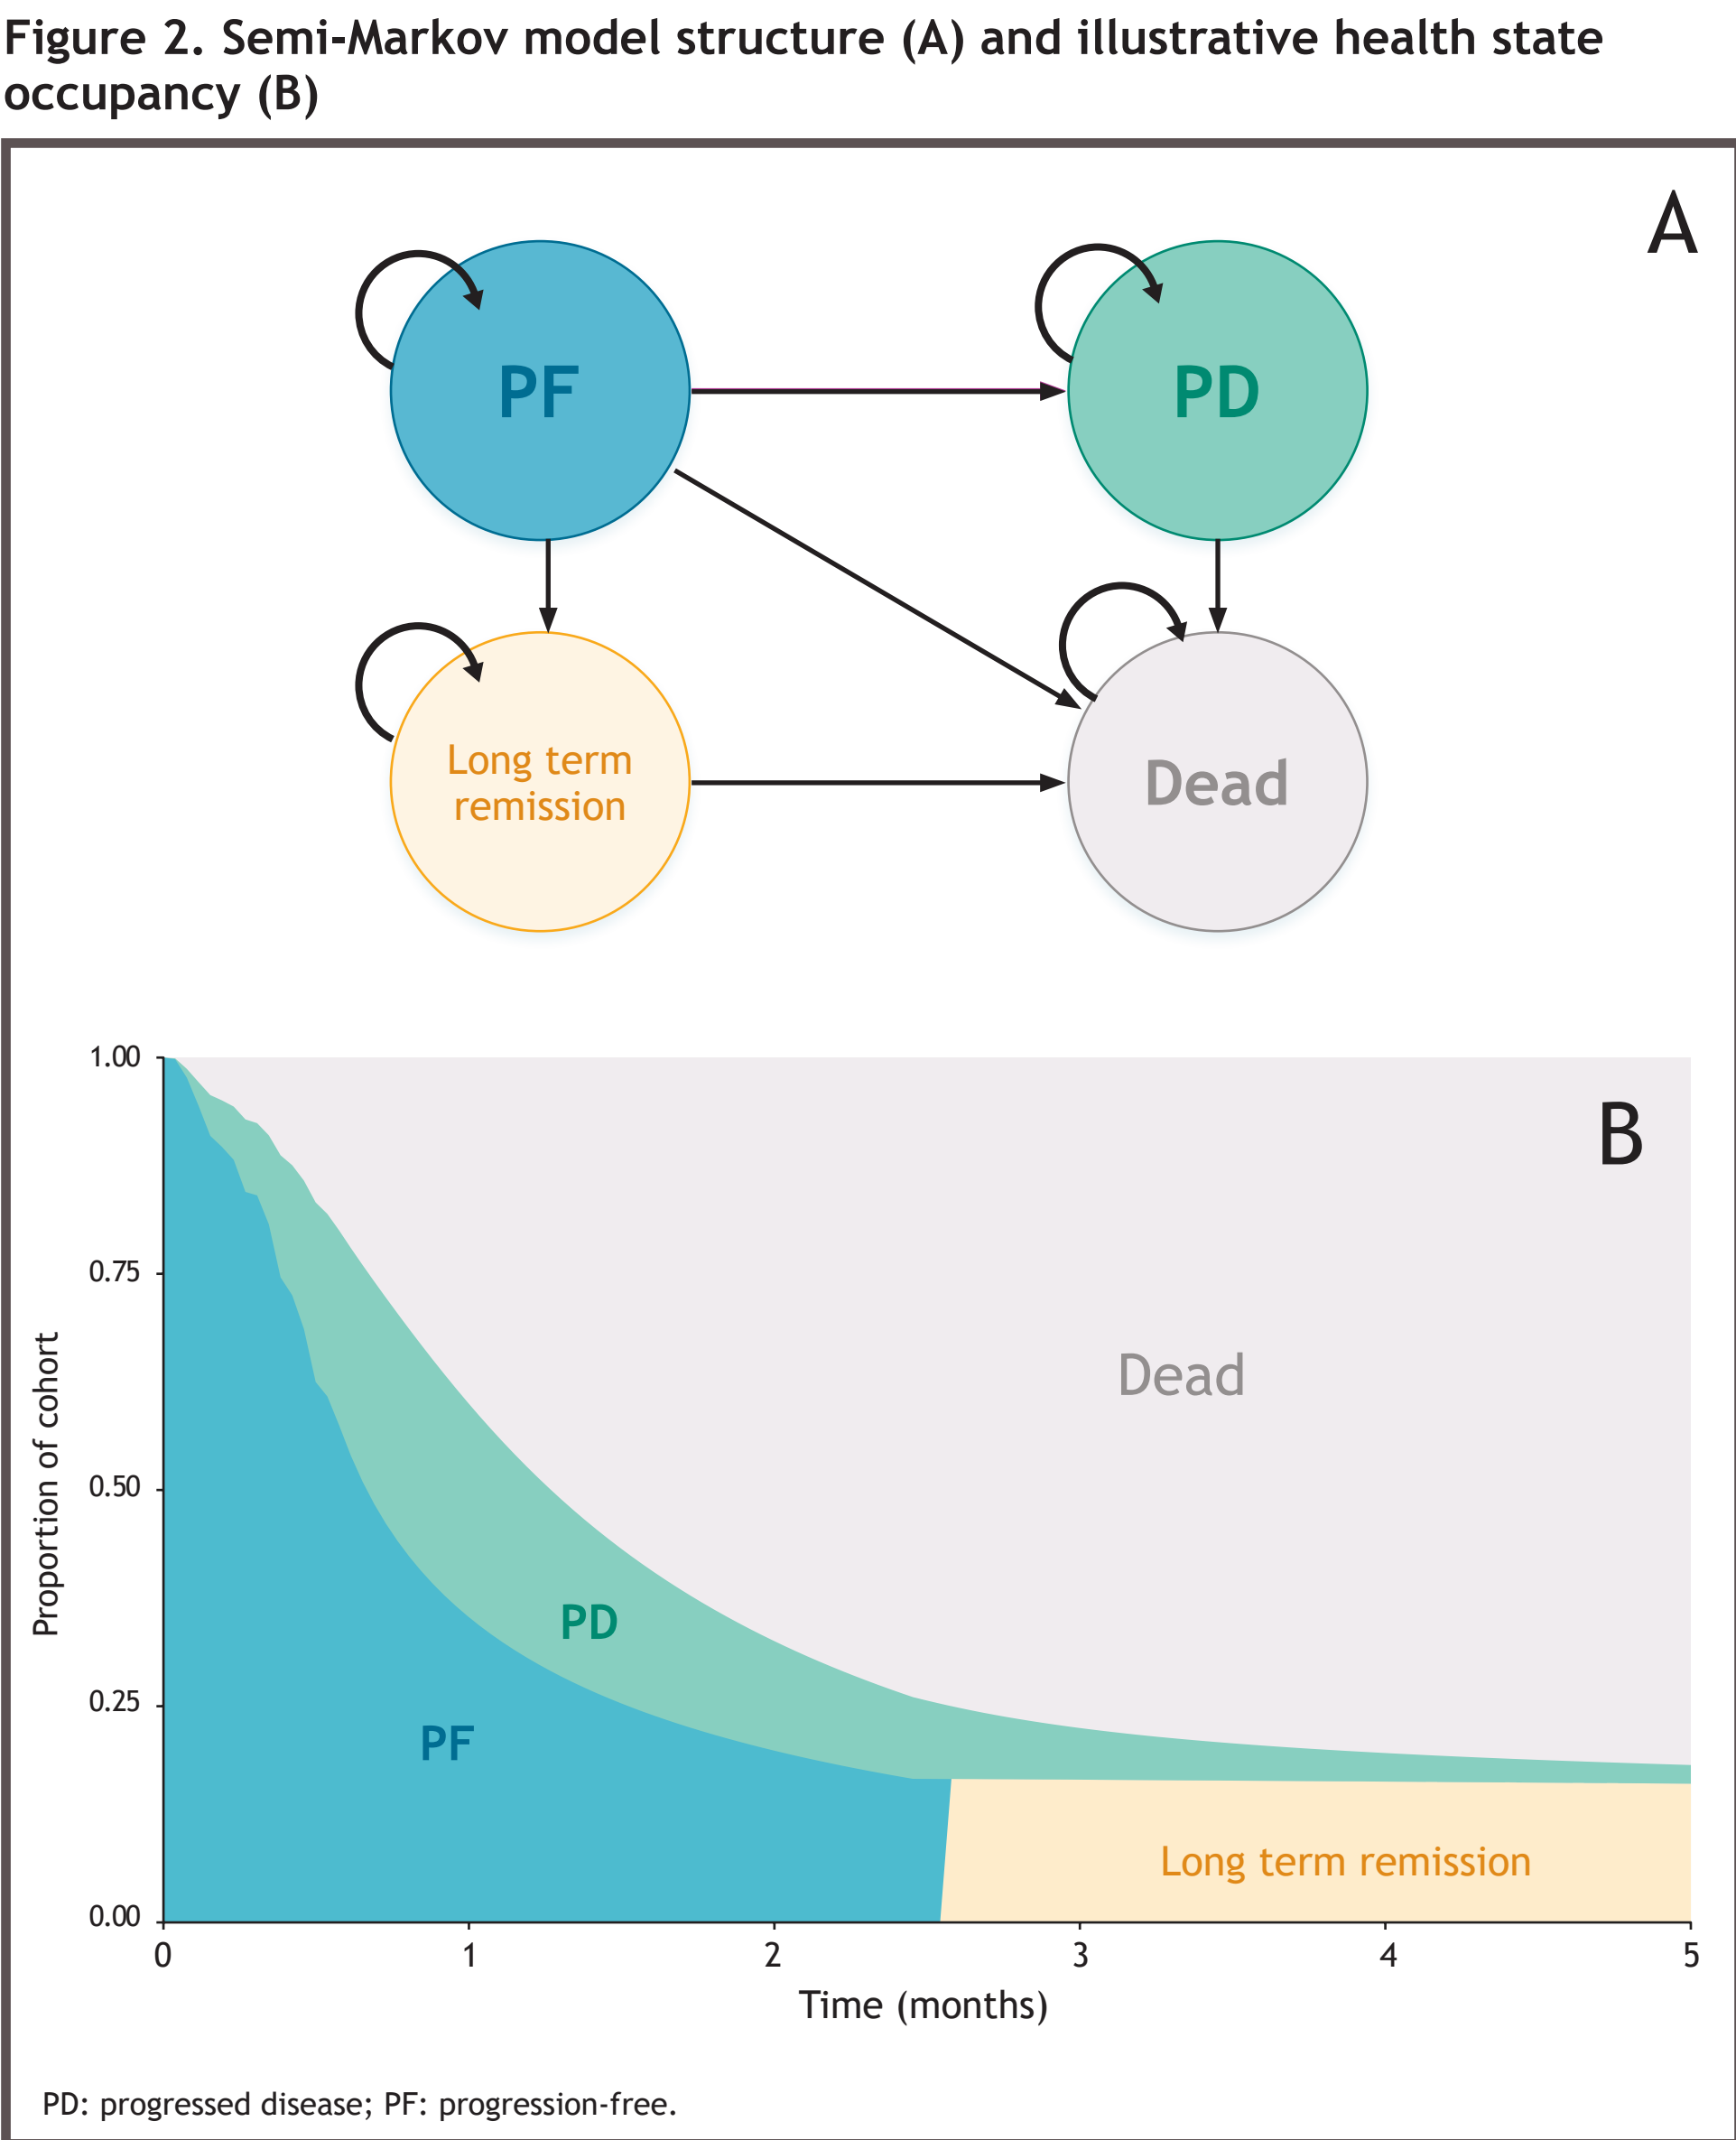 Figure 2. Semi-Markov model structure (A) and illustrative health state
occupancy (B)
A
PF
PD
Long term
remission
Dead
1.00
0.75
0.50
0.25
0.00
Proportion of cohort
B
Dead
PD
PF
Long term remission
0
1
2
3
4
5
Time (months)
PD: progressed disease; PF: progression-free.